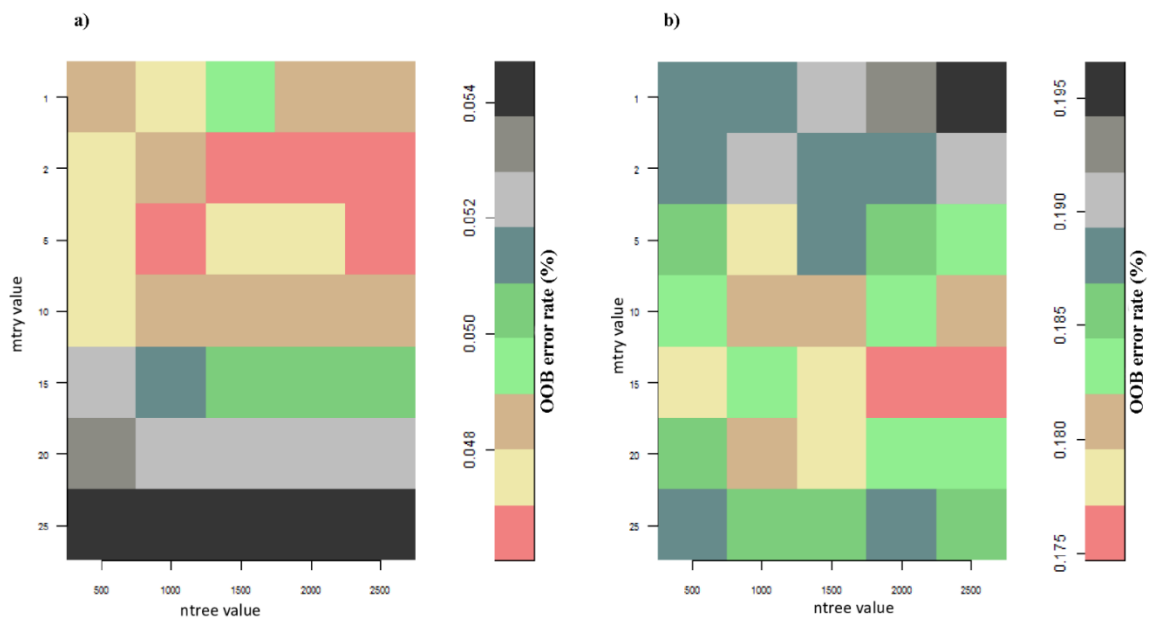 a)
1
2
5
10
15
20
25
mtry value
500 1000 1500 2000 2500
ntree value
0.054
0.052
0.050
0.048
OOB error rate (%)
b)
1
2
5
10
15
20
25
mtry value
500 1000 1500 2000 2500
ntree value
0.195
0.190
0.185
0.180
0.175
OOB error rate (%)